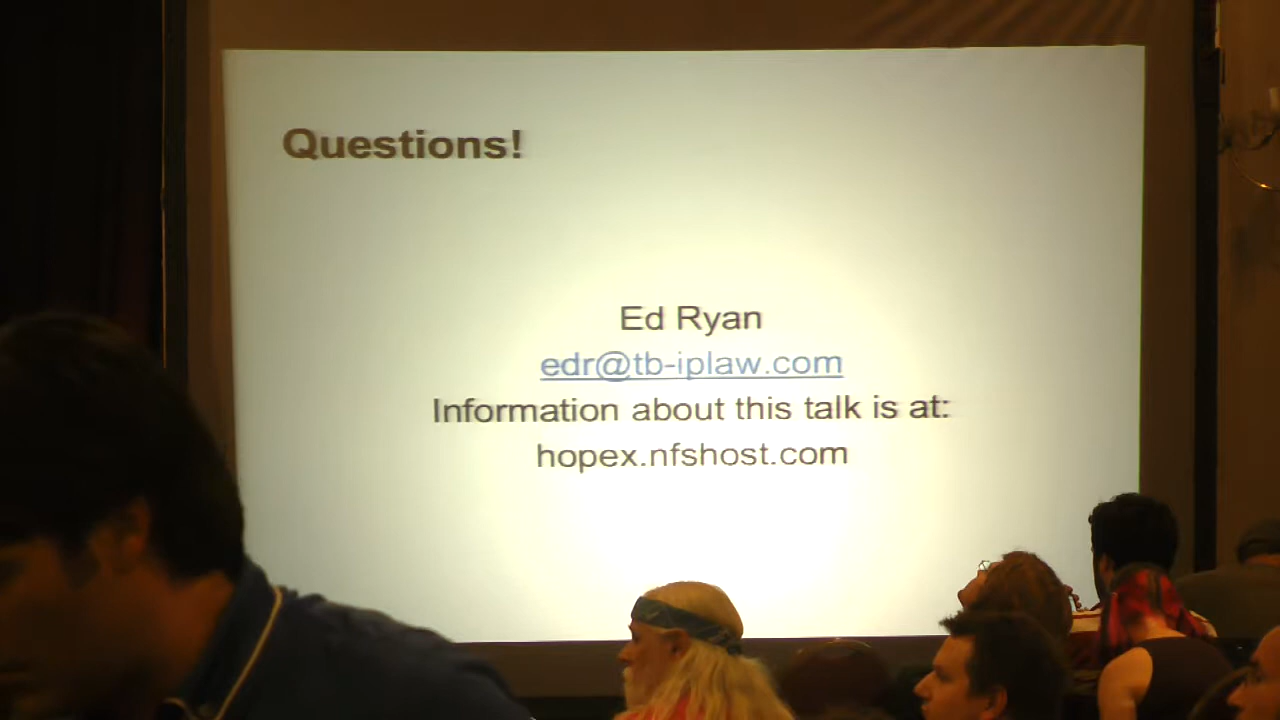 Questions!
Ed Ryan
edr@tb-iplaw.com
Information about this talk is at:
hopex.nfshost.com